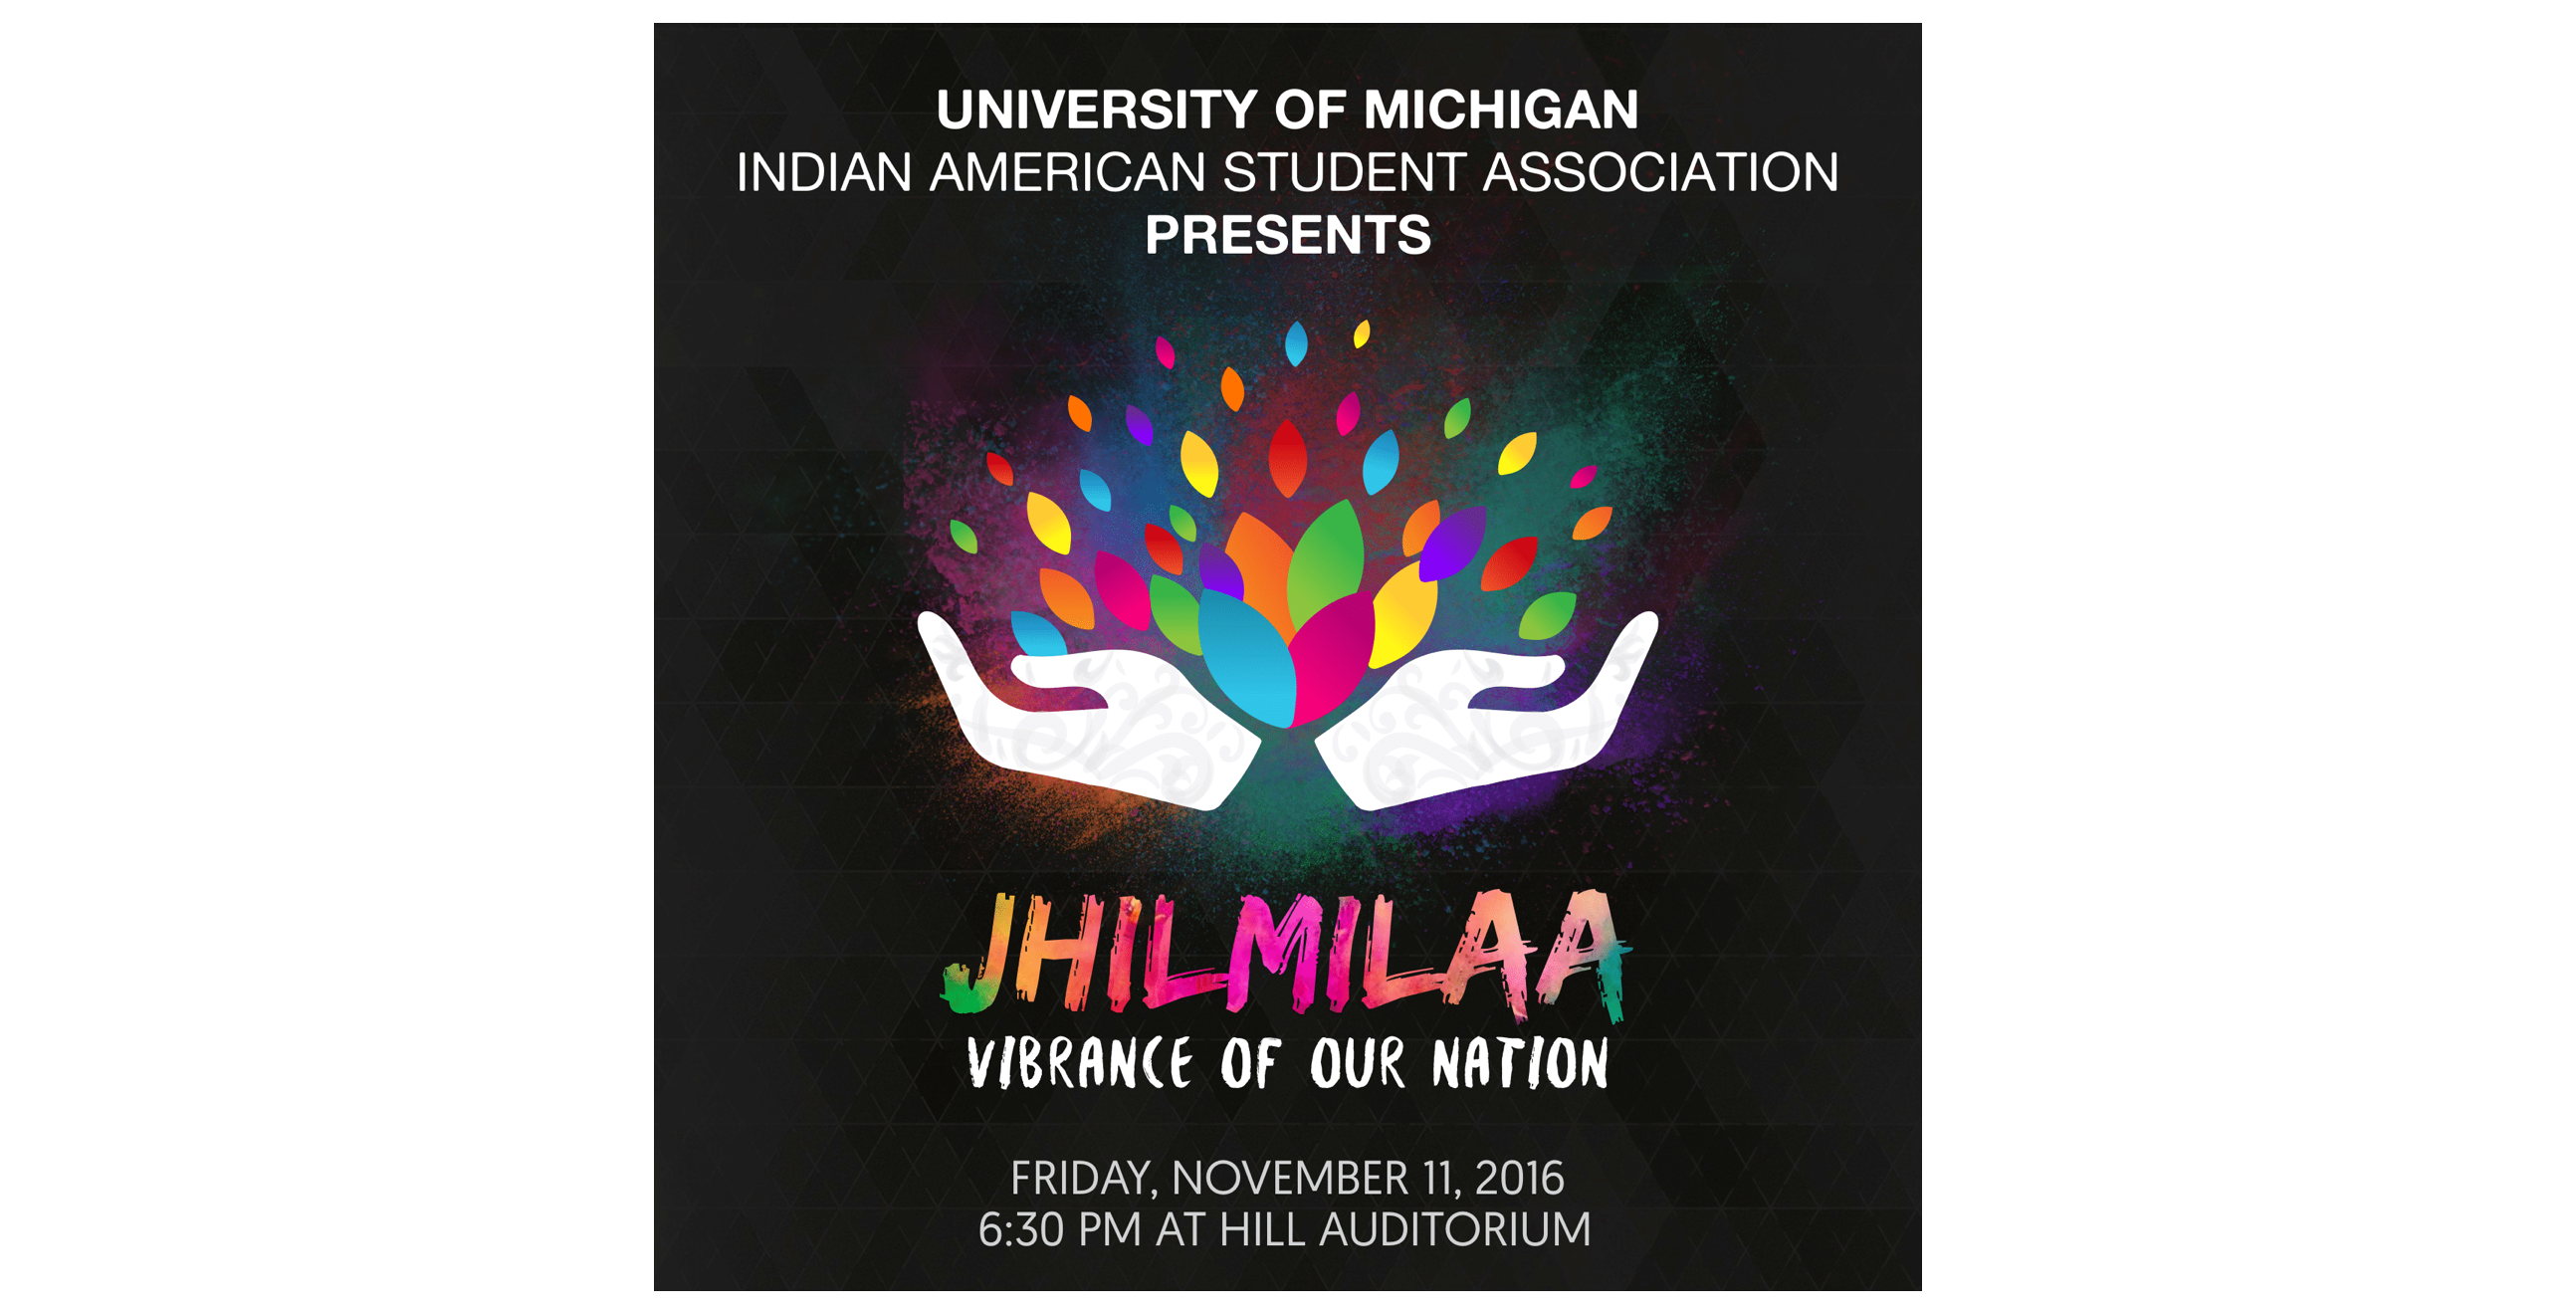 UNIVERSITY OF MICHIGAN
INDIAN AMERICAN STUDENT ASSOCIATION
PRESENTS
JHILMILAA
VIBRANCE OF OUR NATION
FRIDAY, NOVEMBER 11, 2016
6:30 PM AT HILL AUDITORIUM